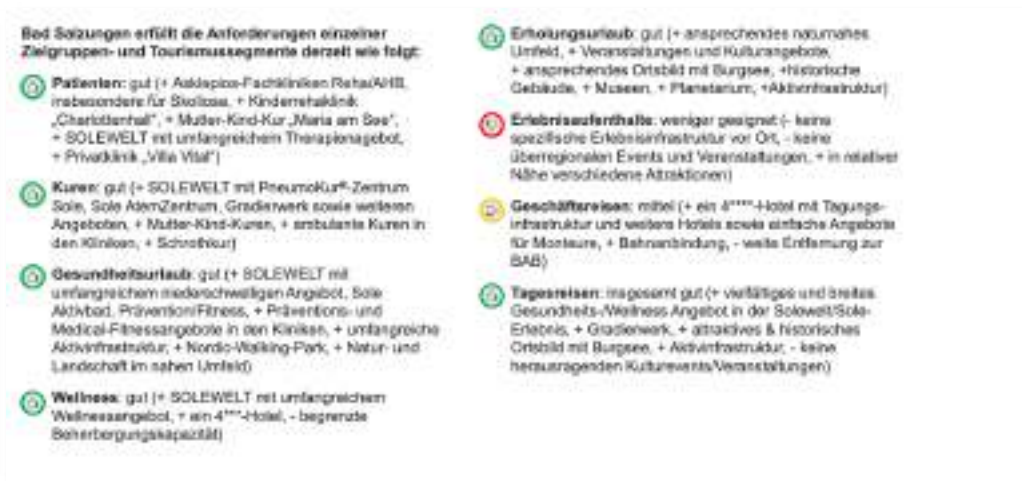 Bad Salzungen erfüllt die Anforderungen einzelner
Zielgruppen- und Tourismussegmente derzeit wie folgt:
Patienten: gut (+ Asklepios-Fachkliniken Reha/AHB,
insbesondere für Skoliose, + Kinderrehaklinik
„Charlottenhall", + Mutter-Kind-Kur „Maria am See",
+ SOLEWELT mit umfangreichem Therapieangebot,
+ Privatklinik „Villa Vital")
Kuren: gut (+ SOLEWELT mit PneumoKur®-Zentrum
Sole, Sole AtemZentrum, Gradierwerk sowie weiteren
Angeboten, + Mutter-Kind-Kuren, + ambulante Kuren in
den Kliniken, + Schrothkur)
Gesundheitsurlaub: gut (+ SOLEWELT mit
umfangreichem niederschwelligen Angebot, Sole
Aktivbad, Prävention/Fitness, + Präventions- und
Medical-Fitnessangebote in den Kliniken, + umfangreiche
Aktivinfrastruktur, + Nordic-Walking-Park, + Natur- und
Landschaft im nahen Umfeld)
Wellness: gut (+ SOLEWELT mit umfangreichem
Wellnessangebot, + ein 4****-Hotel, - begrenzte
Beherbergungskapazität)
Erholungsurlaub: gut (+ ansprechendes naturnahes
Umfeld, + Veranstaltungen und Kulturangebote,
+ ansprechendes Ortsbild mit Burgsee, +historische
Gebäude, + Museen, + Planetarium, +Aktivinfrastruktur)
Erlebnisaufenthalte: weniger geeignet (- keine
spezifische Erlebnisinfrastruktur vor Ort, - keine
überregionalen Events und Veranstaltungen, + in relativer
Nähe verschiedene Attraktionen)
Geschäftsreisen: mittel (+ ein 4****-Hotel mit Tagungs-
infrastruktur und weitere Hotels sowie einfache Angebote
für Monteure, + Bahnanbindung, - weite Entfernung zur
BAB)
Tagesreisen: insgesamt gut (+ vielfältiges und breites
Gesundheits-/Wellness Angebot in der Solewelt/Sole-
Erlebnis, + Gradierwerk, + attraktives & historisches
Ortsbild mit Burgsee, + Aktivinfrastruktur, - keine
herausragenden Kulturevents/Veranstaltungen)